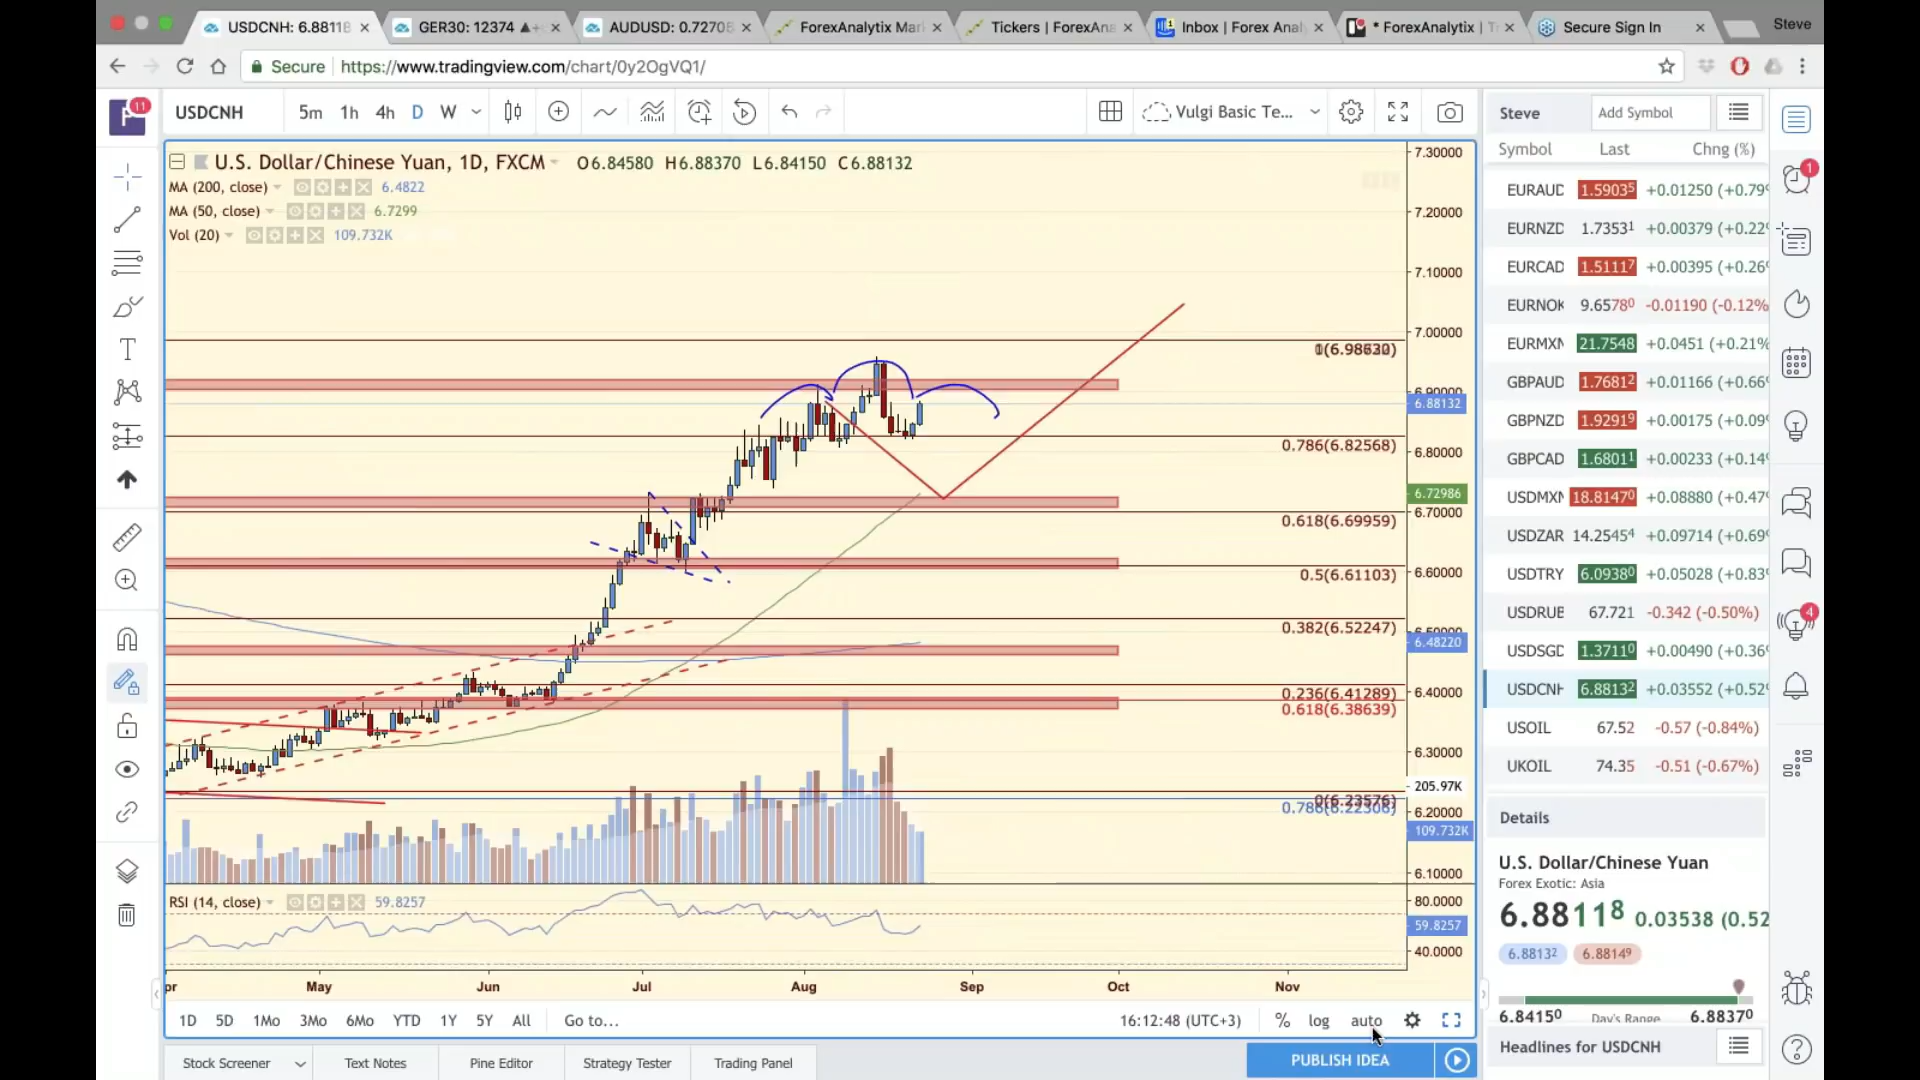 USDCNH: 6.8811
GER30: 12374
AUDUSD: 0.7270
ForexAnalytix Mar
Tickers | ForexAna
Inbox | Forex Anal
* ForexAnalytix | T
Secure Sign In
Steve
Secure
https://www.tradingview.com/chart/0y2OgVQ1/
11
USDCNH
5m 1h 4h D W
Vulgi Basic Te...
Steve
Add Symbol
U.S. Dollar/Chinese Yuan, 1D, FXCM
O6.84580 H6.88370 L6.84150 C6.88132
MA (200, close)
6.4822
MA (50, close)
6.7299
Vol (20)
109.732K
7.30000
7.20000
7.10000
7.00000
6.88132
6.80000
6.72986
6.70000
6.60000
6.48220
6.40000
6.30000
205.97K
6.20000
109.732K
6.10000
0.786(6.82568)
0.618(6.69959)
0.5(6.61103)
0.382(6.52247)
0.236(6.41289)
0.618(6.38639)
RSI (14, close)
59.8257
80.0000
59.8257
40.0000
pr May Jun Jul Aug Sep Oct Nov
1D 5D 1Mo 3Mo 6Mo YTD 1Y 5Y All Go to...
16:12:48 (UTC+3) % log auto
Stock Screener
Text Notes
Pine Editor
Strategy Tester
Trading Panel
PUBLISH IDEA
Symbol Last Chng (%)
EURAUD 1.59035 +0.01250 (+0.79%
EURNZD 1.73531 +0.00379 (+0.22%
EURCAD 1.51117 +0.00395 (+0.26%
EURNOK 9.65780 -0.01190 (-0.12%
EURMXN 21.7548 +0.0451 (+0.21%
GBPAUD 1.76812 +0.01166 (+0.66%
GBPNZD 1.92919 +0.00175 (+0.09%
GBPCAD 1.68011 +0.00233 (+0.14%
USDMXN 18.81470 +0.08880 (+0.47%
USDZAR 14.25454 +0.09714 (+0.69%
USDTRY 6.09380 +0.05028 (+0.83%
USDRUB 67.721 -0.342 (-0.50%)
USDSGD 1.37110 +0.00490 (+0.36%
USDCNH 6.88132 +0.03552 (+0.52%
USOIL 67.52 -0.57 (-0.84%)
UKOIL 74.35 -0.51 (-0.67%)
Details
U.S. Dollar/Chinese Yuan
Forex Exotic: Asia
6.88118 0.03538 (0.52
6.88132 6.88149
6.84150 Day's Range 6.88370
Headlines for USDCNH
1
4